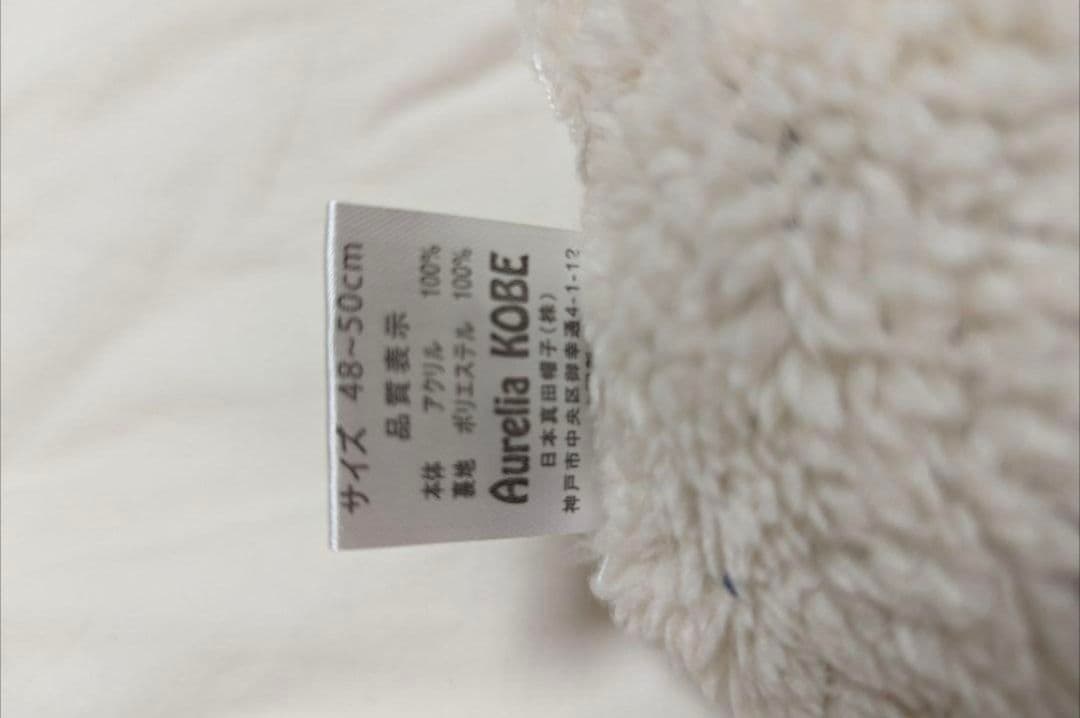 サイズ 48~50cm
品質表示
本体 アクリル 100%
裏地 ポリエステル 100%
Aurelia KOBE
日本真田帽子(株)
神戸市中央区御幸通4-1-12